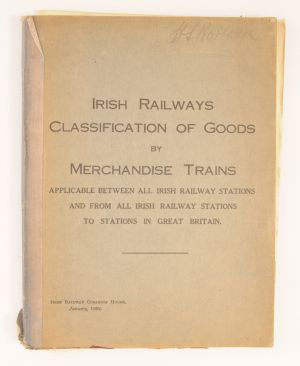 IRISH RAILWAYS
CLASSIFICATION OF GOODS
BY
MERCHANDISE TRAINS
APPLICABLE BETWEEN ALL IRISH RAILWAY STATIONS
AND FROM ALL IRISH RAILWAY STATIONS
TO STATIONS IN GREAT BRITAIN.
IRISH RAILWAY CLEARING HOUSE,
January,